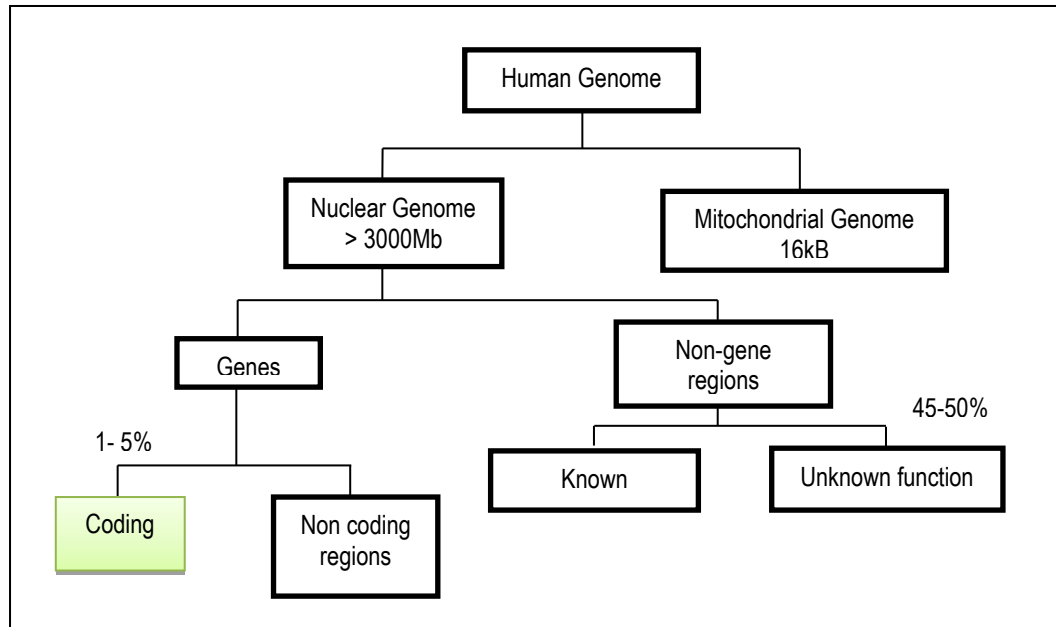 Human Genome
Nuclear Genome
> 3000Mb
Mitochondrial Genome
16kB
Genes
Non-gene
regions
45-50%
1- 5%
Known
Unknown function
Coding
Non coding
regions